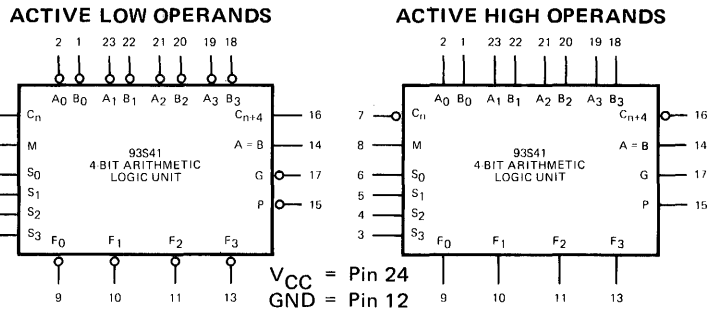 ACTIVE LOW OPERANDS
2 1 23 22 21 20 19 18
A0 B0 A1 B1 A2 B2 A3 B3
Cn Cn+4 16
M A = B 14
93S41
4-BIT ARITHMETIC
LOGIC UNIT
S0 G 17
S1
S2 P 15
S3
F0 F1 F2 F3
9 10 11 13
VCC = Pin 24
GND = Pin 12
ACTIVE HIGH OPERANDS
2 1 23 22 21 20 19 18
A0 B0 A1 B1 A2 B2 A3 B3
7 Cn Cn+4 16
8 M A = B 14
93S41
4-BIT ARITHMETIC
LOGIC UNIT
6 S0 G 17
5 S1
4 S2 P 15
3 S3
F0 F1 F2 F3
9 10 11 13